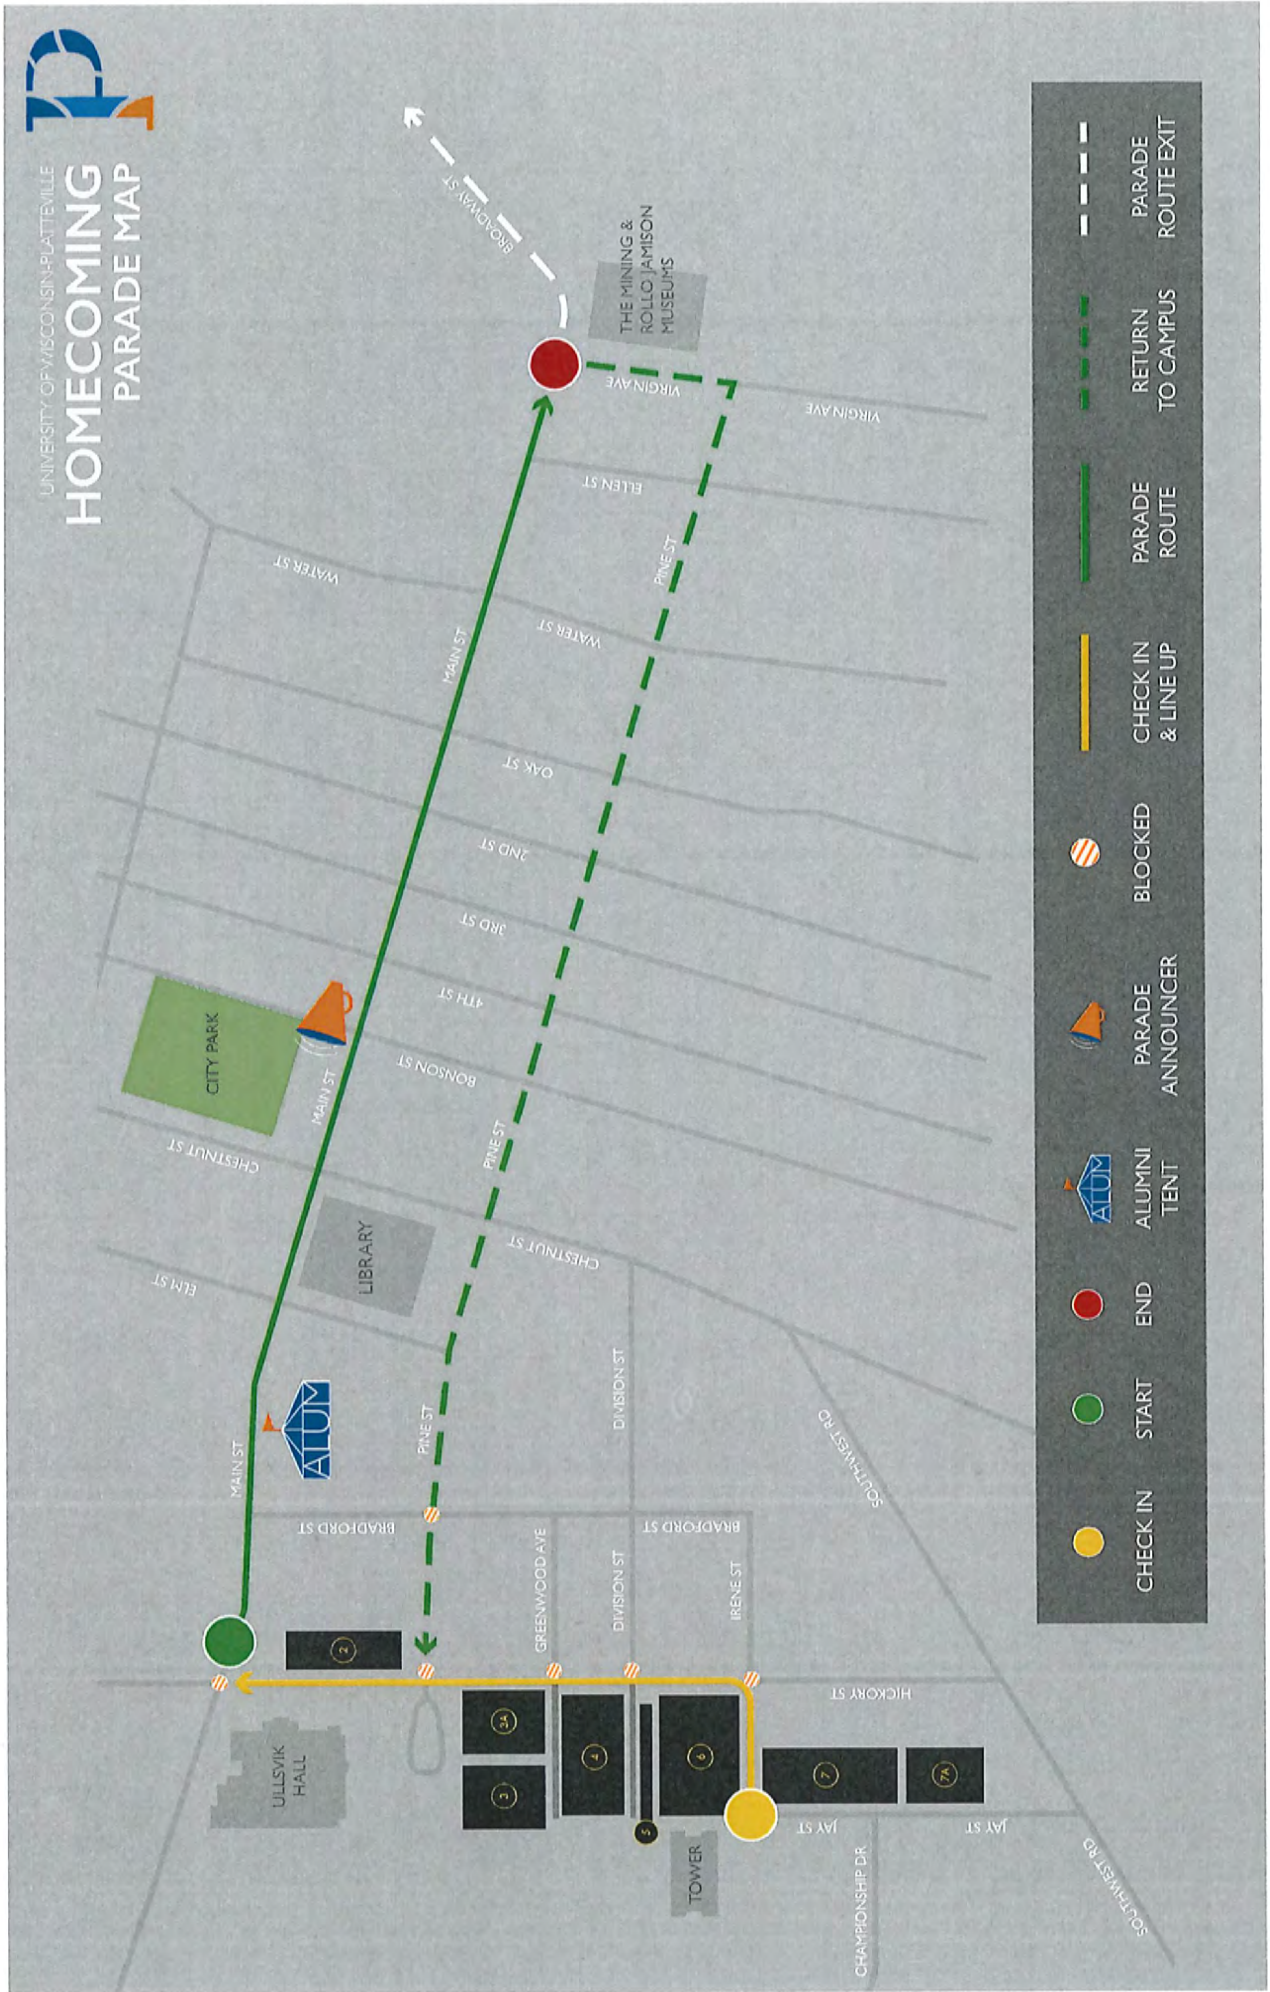 UNIVERSITY OF WISCONSIN-PLATTEVILLE
HOMECOMING
PARADE MAP
BROADWAY ST
THE MINING &
ROLLO JAMISON
MUSEUMS
VIRGIN AVE
VIRGIN AVE
ELLEN ST
PINE ST
WATER ST
WATER ST
MAIN ST
OAK ST
2ND ST
3RD ST
4TH ST
BONSON ST
CITY PARK
MAIN ST
CHESTNUT ST
PINE ST
CHESTNUT ST
LIBRARY
ELM ST
ALUM
MAIN ST
PINE ST
DIVISION ST
SOUTHWEST RD
BRADFORD ST
BRADFORD ST
GREENWOOD AVE
DIVISION ST
IRENE ST
HICKORY ST
2
3A
3
4
5
6
7
7A
ULLSVIK
HALL
TOWER
JAY ST
JAY ST
CHAMPIONSHIP DR
SOUTHWEST RD
CHECK IN
START
END
ALUM
ALUMNI
TENT
PARADE
ANNOUNCER
BLOCKED
CHECK IN
& LINE UP
PARADE
ROUTE
RETURN
TO CAMPUS
PARADE
ROUTE EXIT